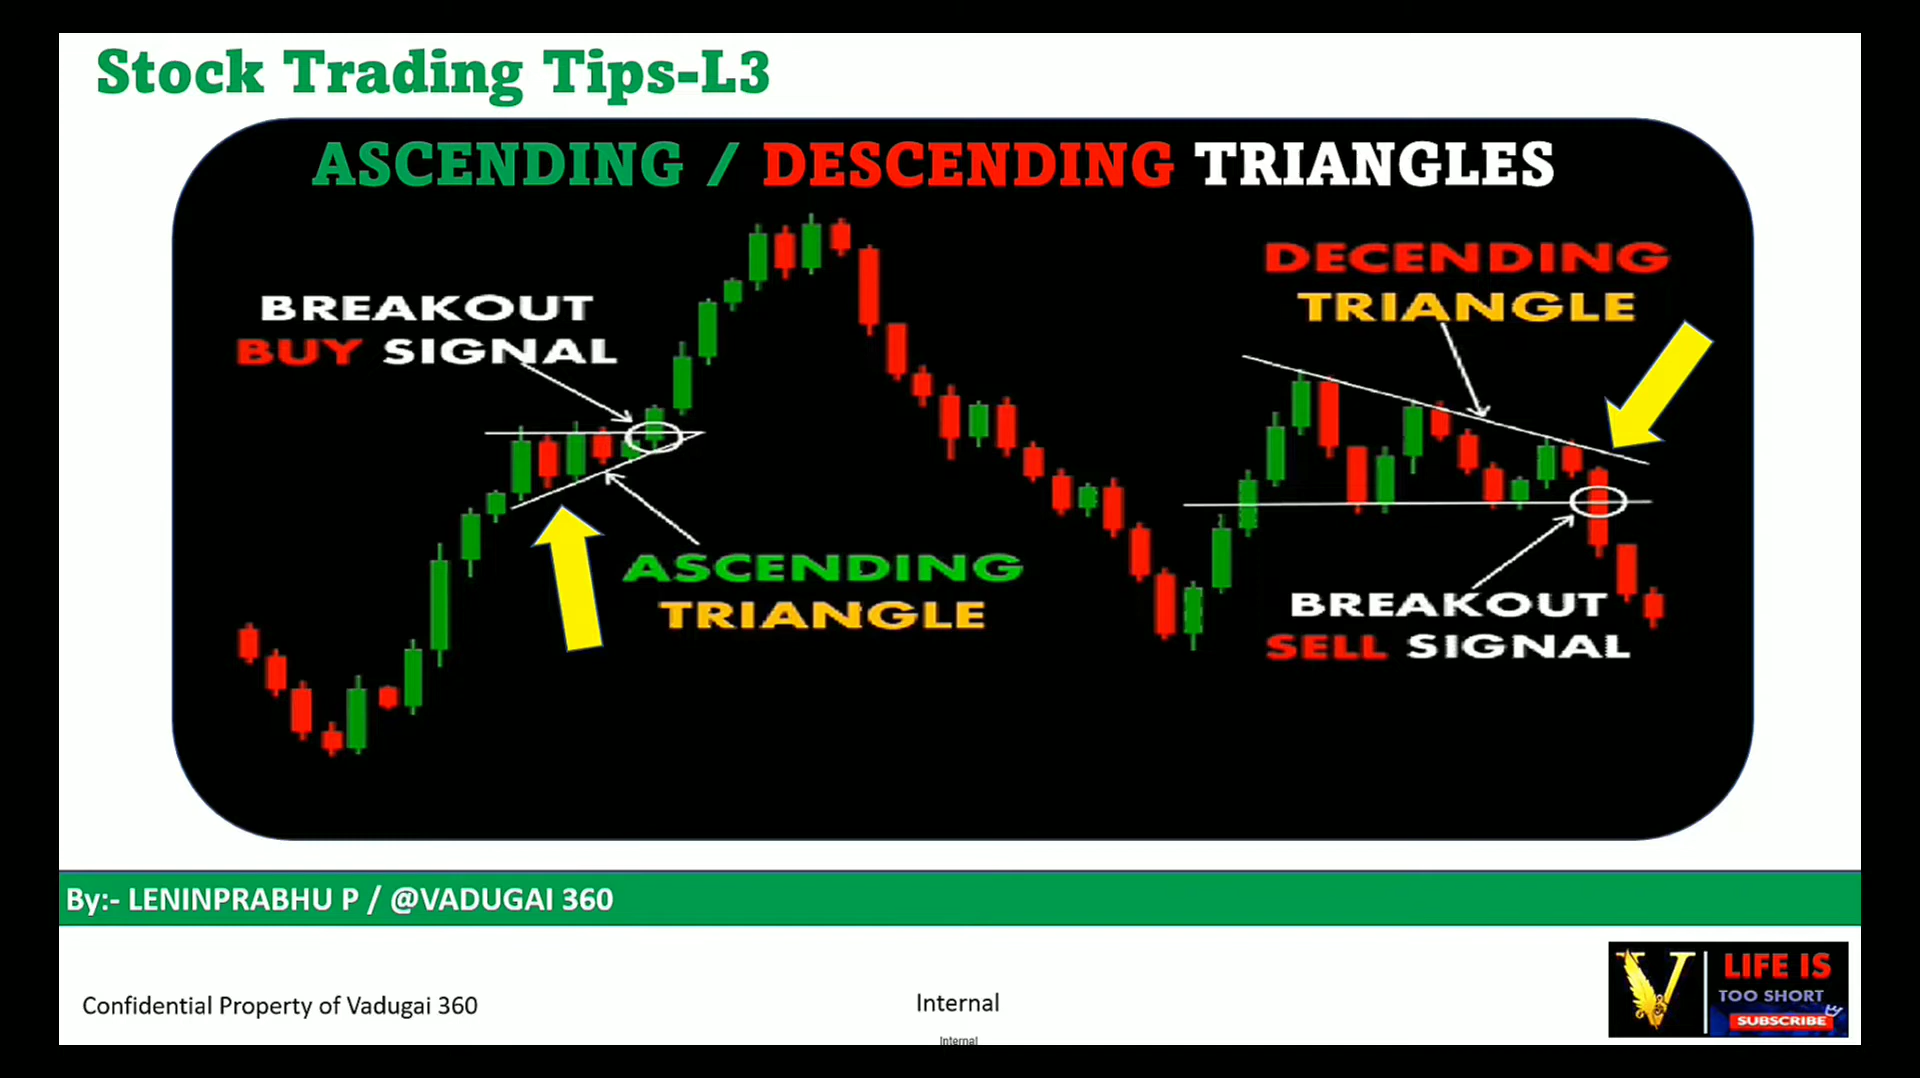 Stock Trading Tips-L3
ASCENDING / DESCENDING TRIANGLES
BREAKOUT
BUY SIGNAL
ASCENDING
TRIANGLE
DECENDING
TRIANGLE
BREAKOUT
SELL SIGNAL
By:- LENINPRABHU P / @VADUGAI 360
Confidential Property of Vadugai 360
Internal
Internal
V
LIFE IS
TOO SHORT
SUBSCRIBE